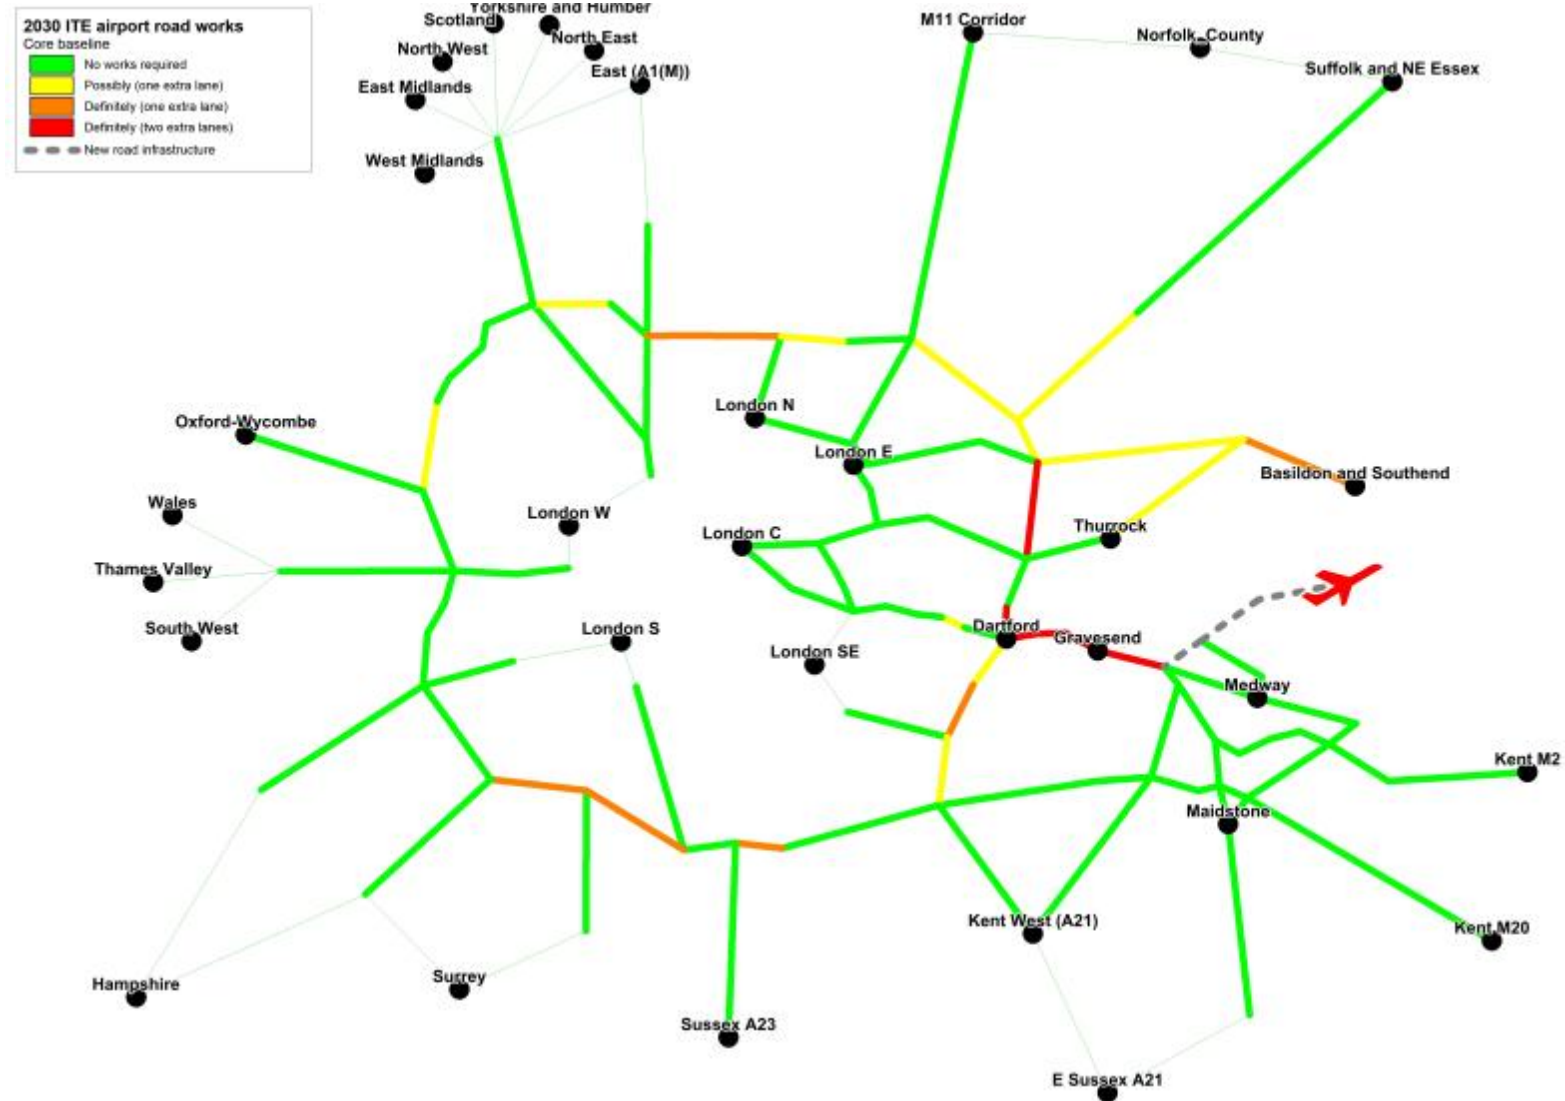 2030 ITE airport road works
Core baseline
No works required
Possibly (one extra lane)
Definitely (one extra lane)
Definitely (two extra lanes)
New road infrastructure
Yorkshire and Humber
Scotland
North East
North West
East (A1(M))
East Midlands
West Midlands
M11 Corridor
Norfolk_County
Suffolk and NE Essex
London N
Oxford-Wycombe
London E
Basildon and Southend
Wales
London W
London C
Thurrock
Thames Valley
South West
London S
Dartford
Gravesend
London SE
Medway
Kent M2
Maidstone
Kent West (A21)
Kent M20
Hampshire
Surrey
Sussex A23
E Sussex A21